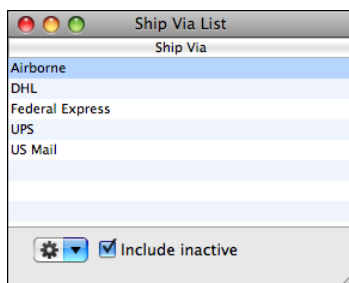 Ship Via List
Ship Via
Airborne
DHL
Federal Express
UPS
US Mail
Include inactive